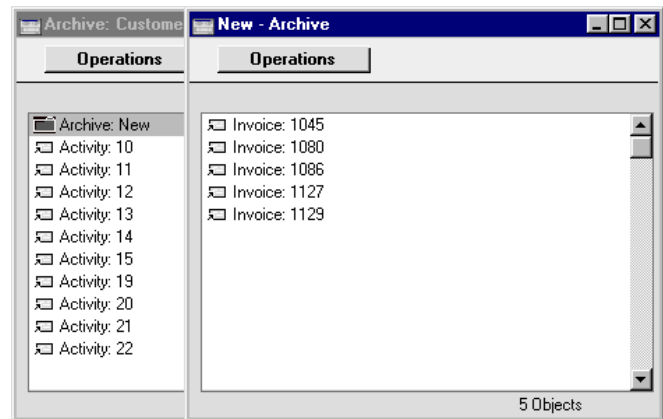 Archive: Custome
Operations
Archive: New
Activity: 10
Activity: 11
Activity: 12
Activity: 13
Activity: 14
Activity: 15
Activity: 19
Activity: 20
Activity: 21
Activity: 22
New - Archive
Operations
Invoice: 1045
Invoice: 1080
Invoice: 1086
Invoice: 1127
Invoice: 1129
5 Objects